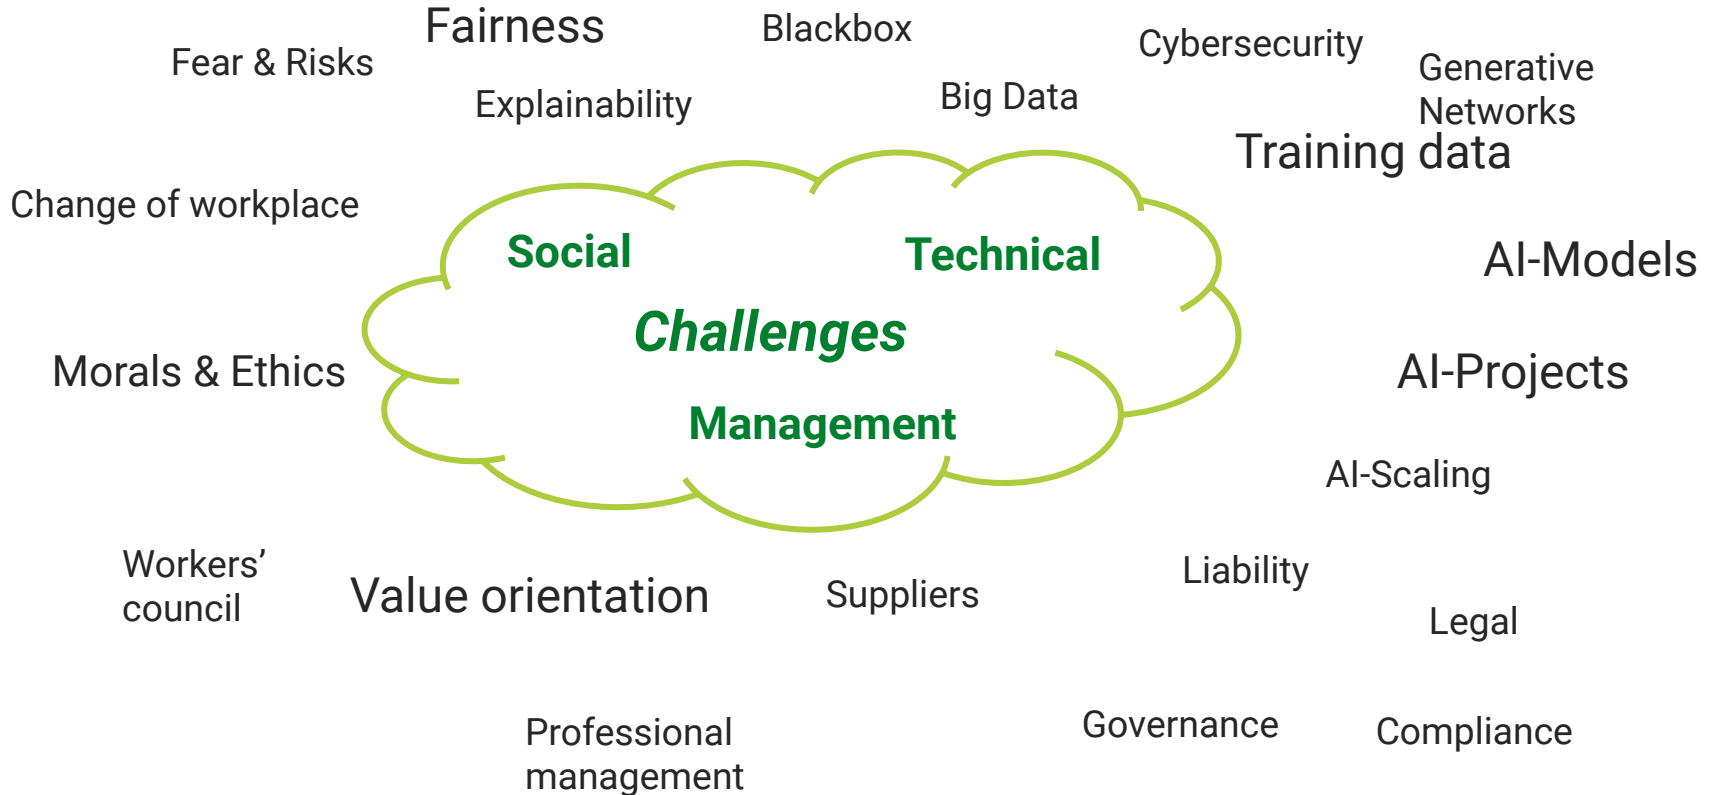 Fairness
Blackbox
Cybersecurity
Fear & Risks
Generative
Networks
Explainability
Big Data
Training data
Change of workplace
Social
Technical
AI-Models
Challenges
Morals & Ethics
AI-Projects
Management
AI-Scaling
Workers’
council
Value orientation
Suppliers
Liability
Legal
Professional
management
Governance
Compliance